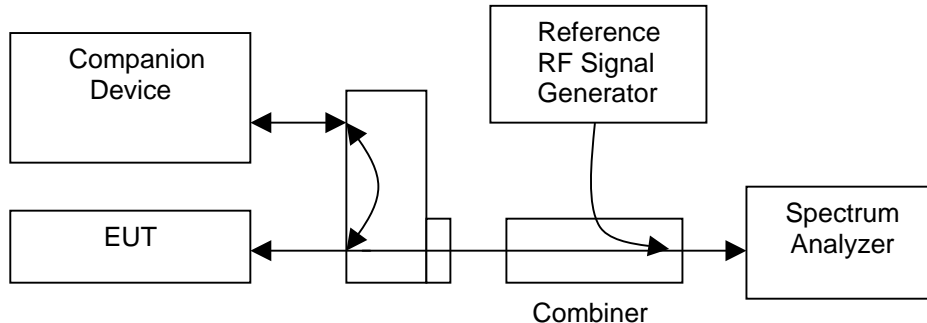 Companion
Device
Reference
RF Signal
Generator
EUT
Spectrum
Analyzer
Combiner